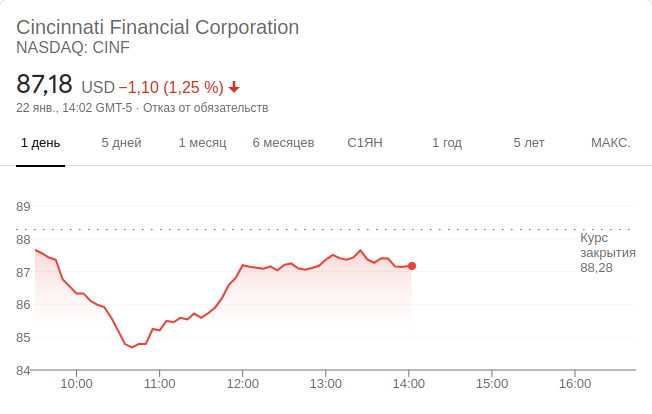 Cincinnati Financial Corporation
NASDAQ: CINF
87,18 USD −1,10 (1,25 %)
22 янв., 14:02 GMT-5 · Отказ от обязательств
1 день 5 дней 1 месяц 6 месяцев С1ЯН 1 год 5 лет МАКС.
89
88
87
86
85
84
Курс
закрытия
88,28
10:00 11:00 12:00 13:00 14:00 15:00 16:00